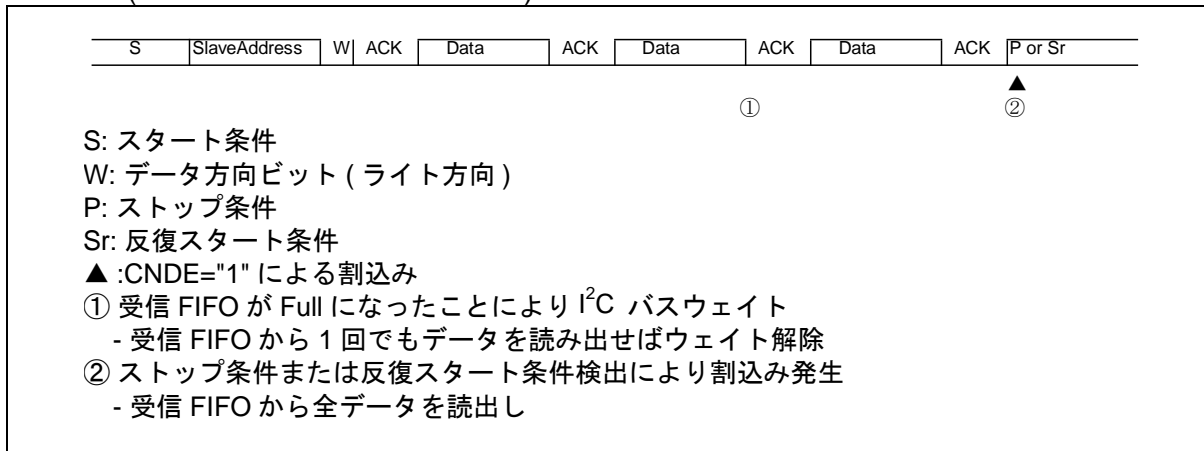 S SlaveAddress W ACK Data ACK Data ACK Data ACK P or Sr
▲
① ②
S: スタート条件
W: データ方向ビット ( ライト方向 )
P: ストップ条件
Sr: 反復スタート条件
▲ :CNDE="1" による割込み
① 受信 FIFO が Full になったことにより I²C バスウェイト
- 受信 FIFO から 1 回でもデータを読み出せばウェイト解除
② ストップ条件または反復スタート条件検出により割込み発生
- 受信 FIFO から全データを読出し